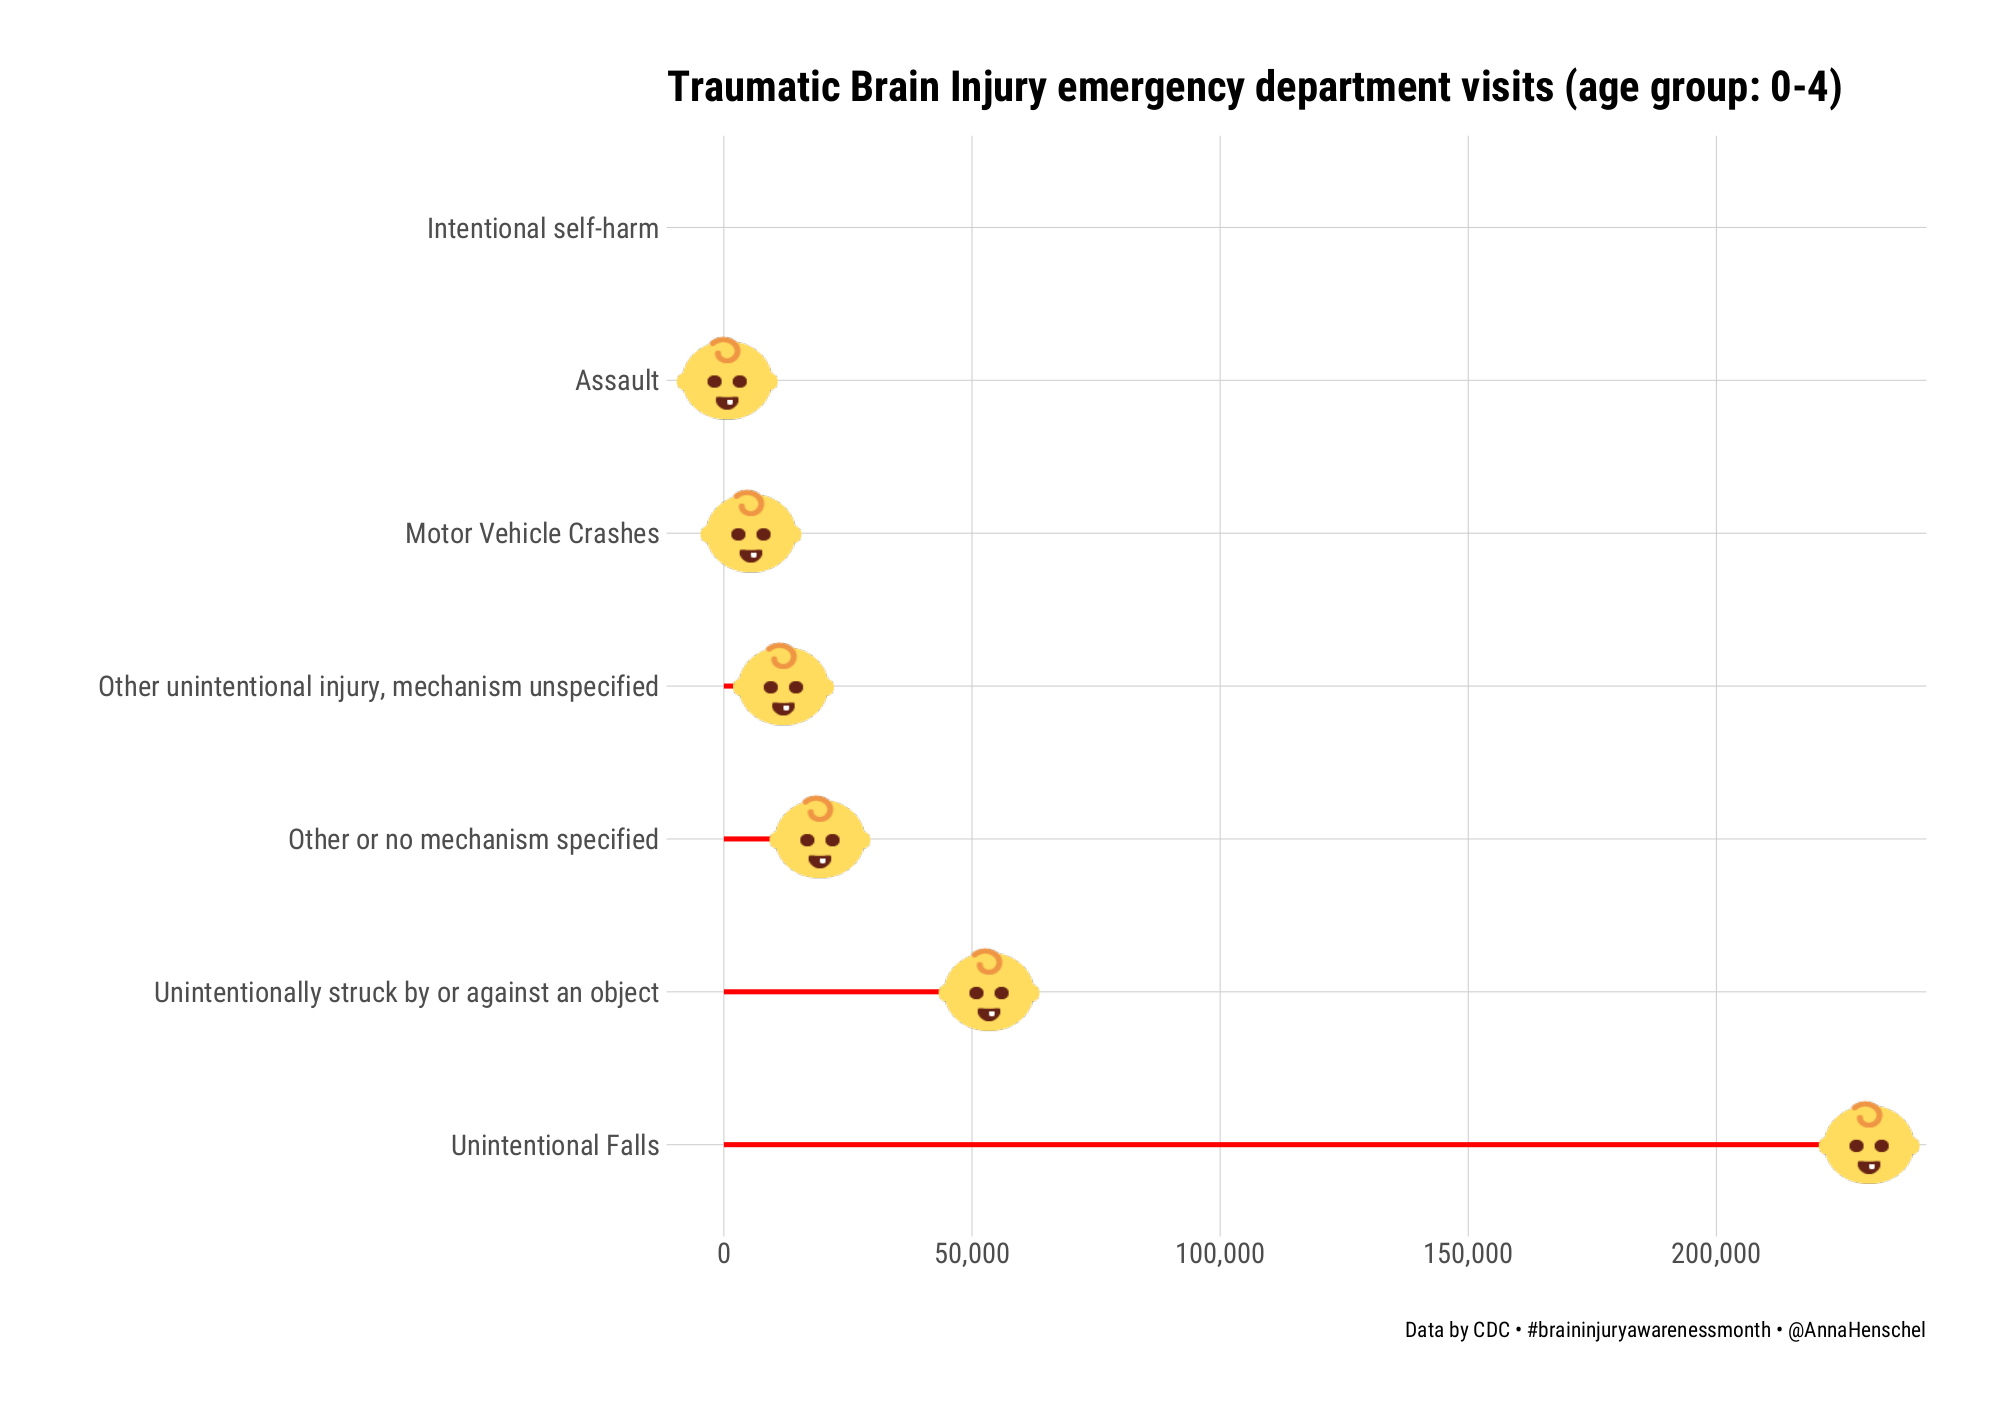 Traumatic Brain Injury emergency department visits (age group: 0-4)
Intentional self-harm
Assault
Motor Vehicle Crashes
Other unintentional injury, mechanism unspecified
Other or no mechanism specified
Unintentionally struck by or against an object
Unintentional Falls
0 50,000 100,000 150,000 200,000
Data by CDC • #braininjuryawarenessmonth • @AnnaHenschel